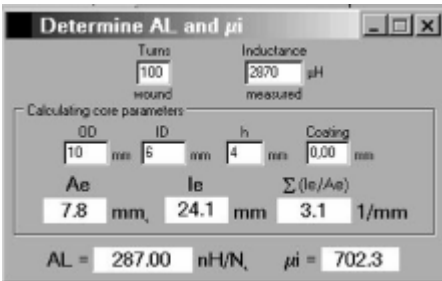 Determine AL and µi
Turns Inductance
100 2870 µH
wound measured
Calculating core parameters
OD ID h Coating
10 mm 6 mm 4 mm 0,00 mm
Ae le Σ(le/Ae)
7.8 mm, 24.1 mm 3.1 1/mm
AL = 287.00 nH/N, µi = 702.3